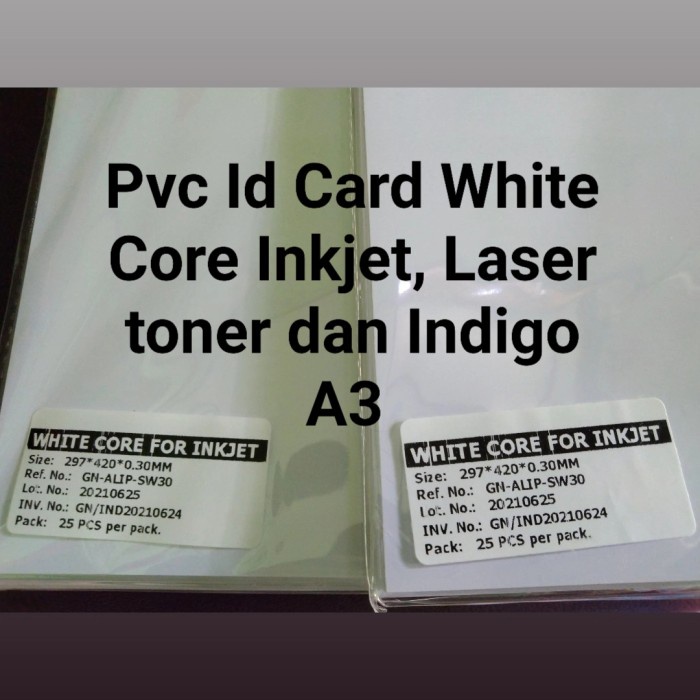 Pvc Id Card White
Core Inkjet, Laser
toner dan Indigo
A3
WHITE CORE FOR INKJET
Size: 297*420*0.30MM
Ref. No.: GN-ALIP-SW30
Lot. No.: 20210625
INV. No.: GN/IND20210624
Pack: 25 PCS per pack.
WHITE CORE FOR INKJET
Size: 297*420*0.30MM
Ref. No.: GN-ALIP-SW30
Lot. No.: 20210625
INV. No.: GN/IND20210624
Pack: 25 PCS per pack.